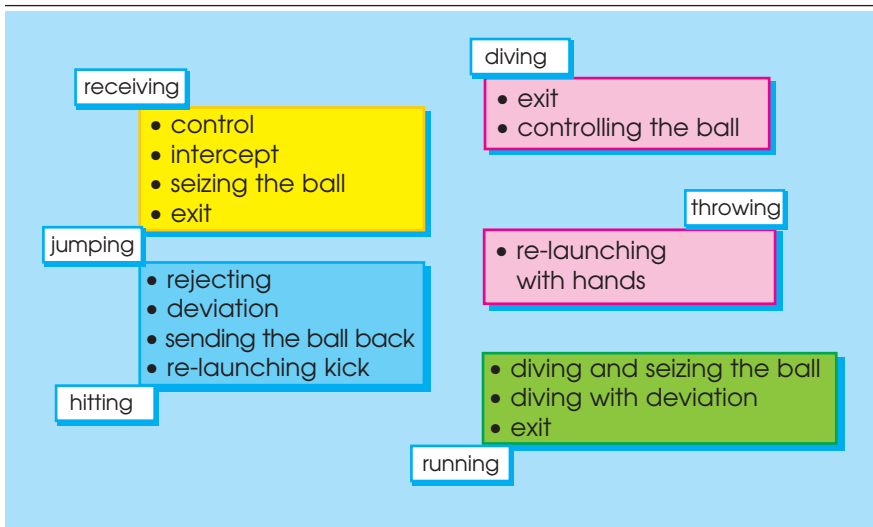 receiving
• control
• intercept
• seizing the ball
• exit
jumping
• rejecting
• deviation
• sending the ball back
• re-launching kick
hitting
diving
• exit
• controlling the ball
throwing
• re-launching
with hands
• diving and seizing the ball
• diving with deviation
• exit
running